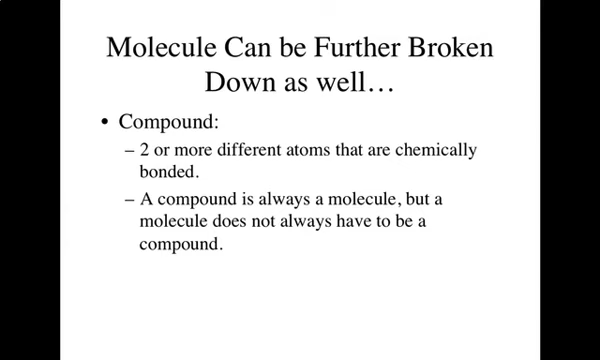 Molecule Can be Further Broken
Down as well…
• Compound:
– 2 or more different atoms that are chemically
bonded.
– A compound is always a molecule, but a
molecule does not always have to be a
compound.